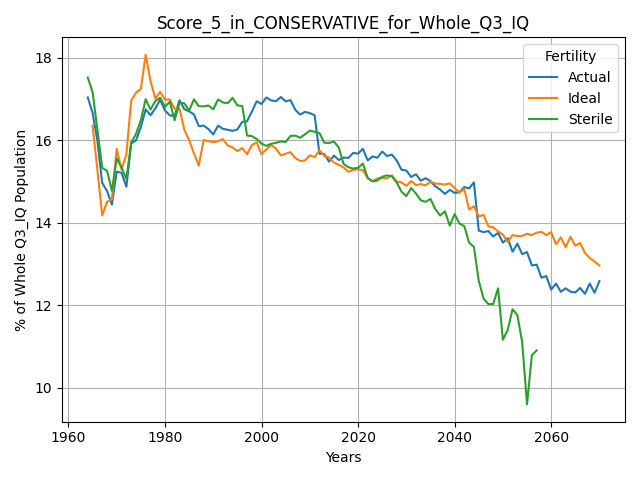 Score_5_in_CONSERVATIVE_for_Whole_Q3_IQ
Fertility
Actual
Ideal
Sterile
% of Whole Q3_IQ Population
18
16
14
12
10
1960
1980
2000
2020
2040
2060
Years